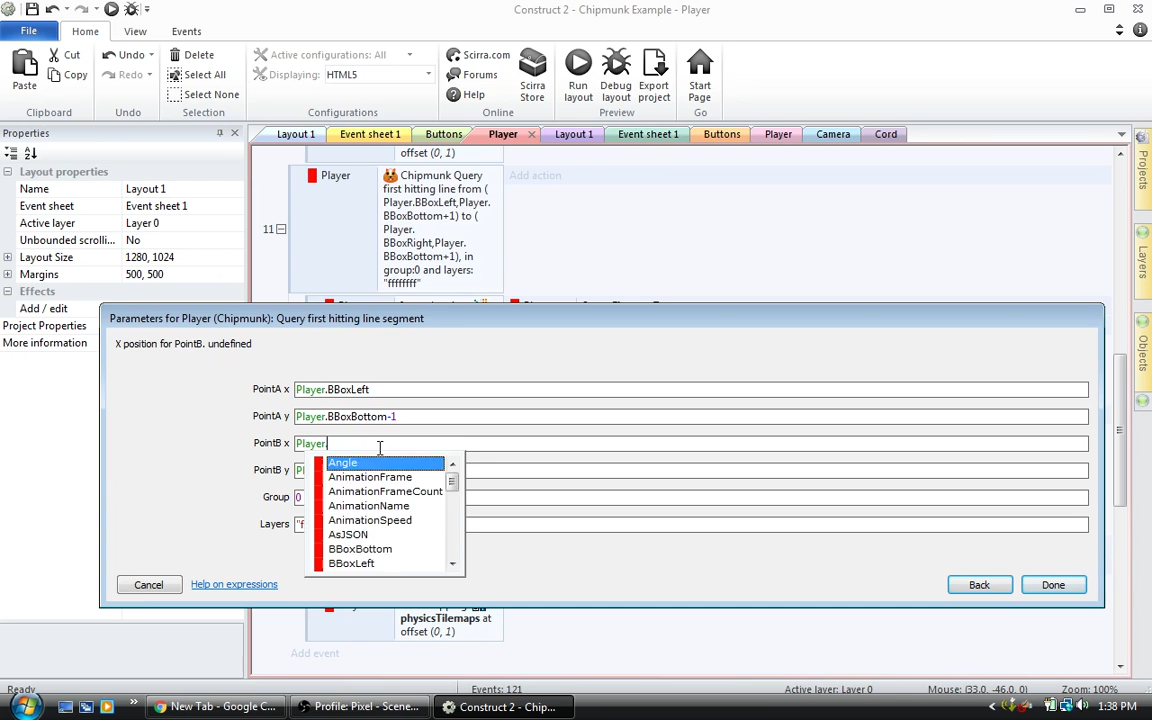 Construct 2 - Chipmunk Example - Player
File
Home
View
Events
Paste
Cut
Copy
Clipboard
Undo
Redo
Undo
Delete
Select All
Select None
Selection
Active configurations: All
Displaying:
HTML5
Configurations
Scirra.com
Forums
Help
Scirra
Store
Online
Run
layout
Debug
layout
Export
project
Preview
Start
Page
Go
Properties
Layout 1
Event sheet 1
Buttons
Player
Layout 1
Event sheet 1
Buttons
Player
Camera
Cord
Layout properties
Name
Layout 1
Event sheet
Event sheet 1
Active layer
Layer 0
Unbounded scrolli...
No
Layout Size
1280, 1024
Margins
500, 500
Effects
Add / edit
Project Properties
More information
offset (0, 1)
11
Player
Chipmunk Query
first hitting line from (
Player.BBoxLeft,Player.
BBoxBottom+1) to (
Player.
BBoxRight,Player.
BBoxBottom+1), in
group:0 and layers:
"ffffffff"
Add action
Projects
Layers
Objects
Parameters for Player (Chipmunk): Query first hitting line segment
X position for PointB. undefined
PointA x
Player.BBoxLeft
PointA y
Player.BBoxBottom-1
PointB x
Player.
PointB y
Pl
Group
0
Layers
"f
Angle
AnimationFrame
AnimationFrameCount
AnimationName
AnimationSpeed
AsJSON
BBoxBottom
BBoxLeft
Cancel
Help on expressions
Back
Done
physicsTilemaps at
offset (0, 1)
Add event
Ready
Events: 121
Active layer: Layer 0
Mouse: (33.0, -46.0, 0)
Zoom: 100%
New Tab - Google C...
Profile: Pixel - Scene...
Construct 2 - Chip...
1:38 PM